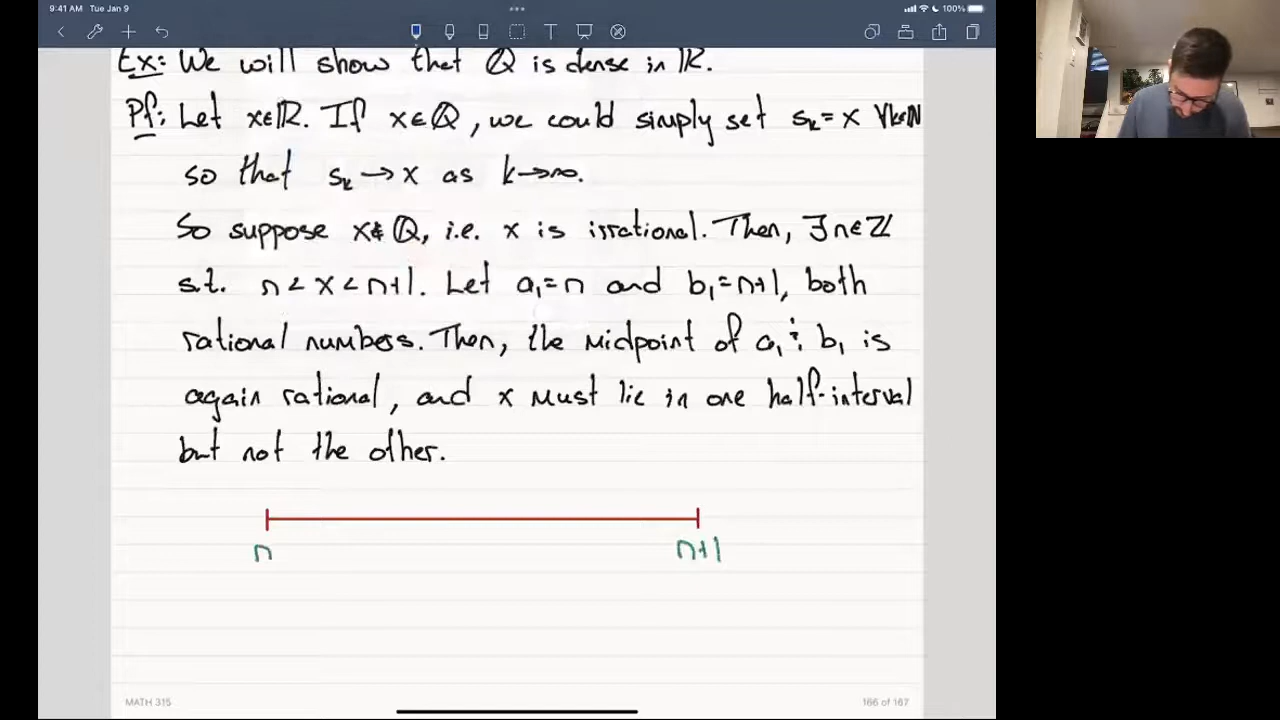 9:41 AM Tue Jan 9
100%
Ex: We will show that ℚ is dense in ℝ.
Pf: Let x∈ℝ. If x∈ℚ, we could simply set sₖ=x ∀k∈ℕ
so that sₖ→x as k→∞.
So suppose x∉ℚ, i.e. x is irrational. Then, ∃n∈ℤ
s.t. n<x<n+1. Let a₁=n and b₁=n+1, both
rational numbers. Then, the midpoint of a₁ & b₁ is
again rational, and x must lie in one half-interval
but not the other.
n
n+1
MATH 315
166 of 167